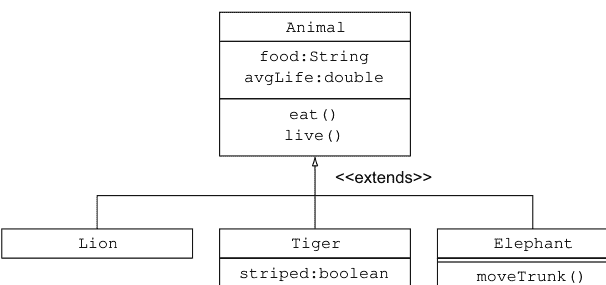 Animal
food:String
avgLife:double
eat()
live()
<<extends>>
Lion
Tiger
Elephant
striped:boolean
moveTrunk()